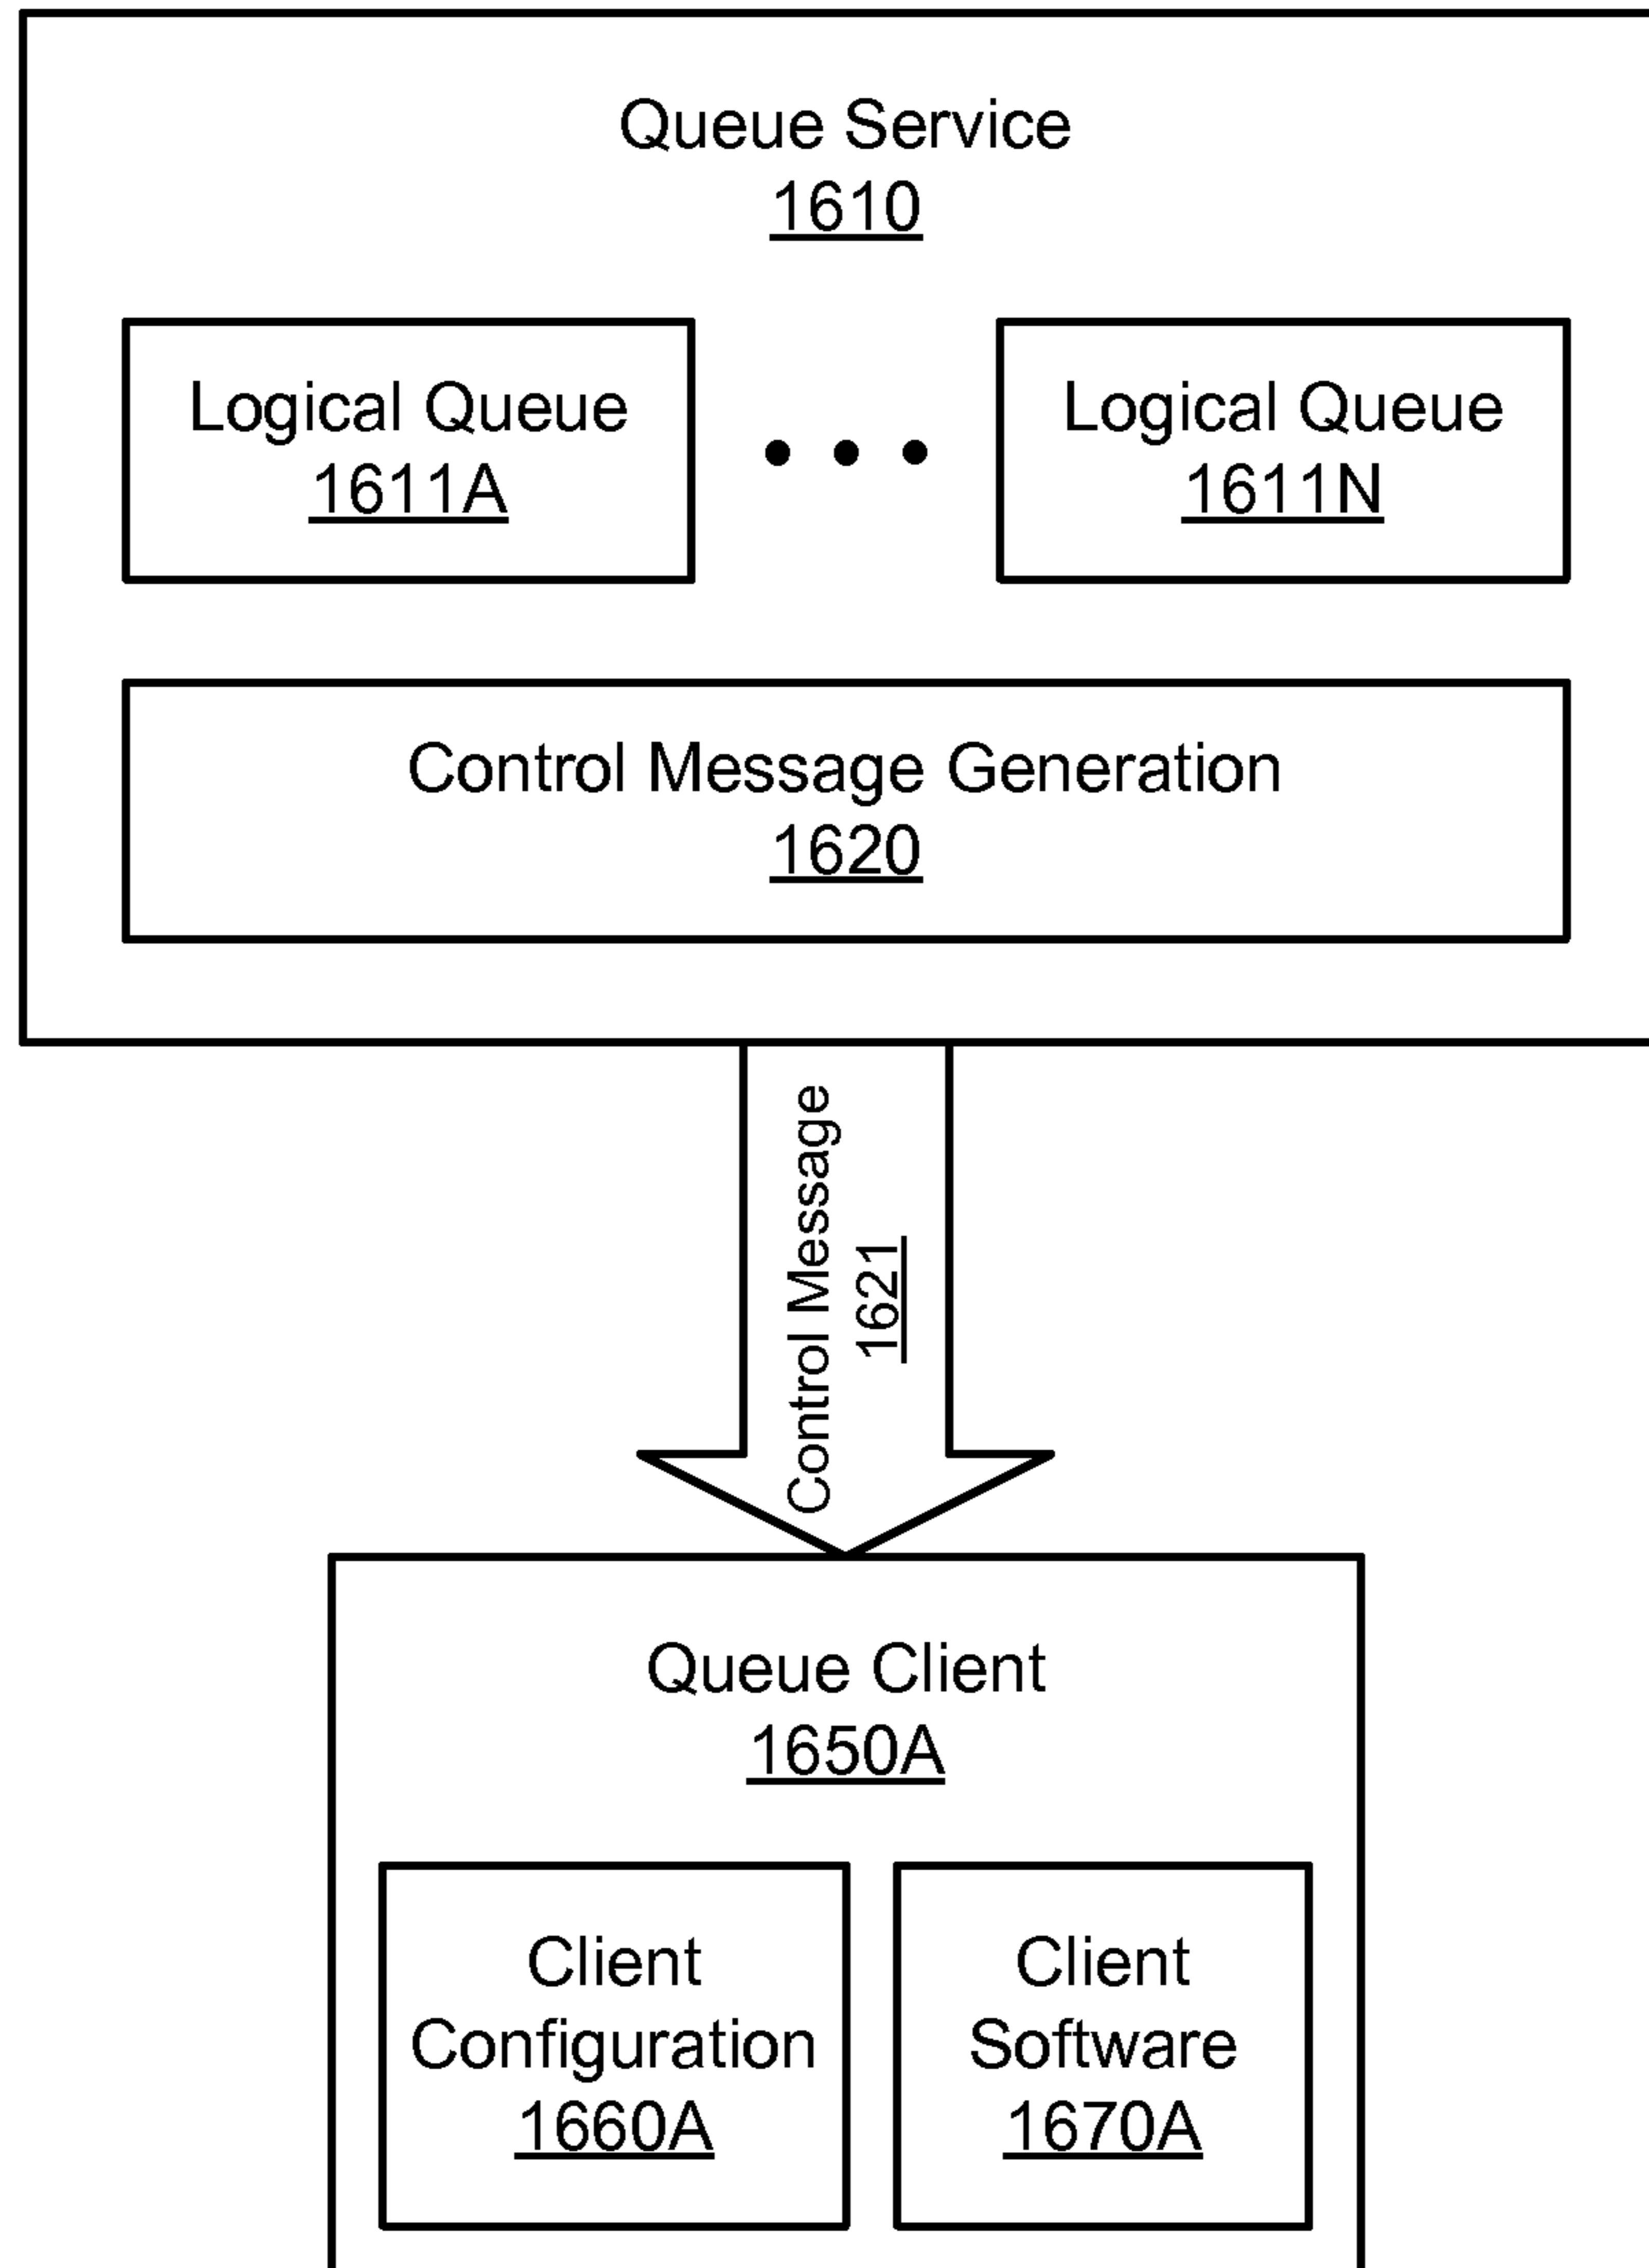 Queue Service
1610
Logical Queue
1611A
Logical Queue
1611N
Control Message Generation
1620
Control Message
1621
Queue Client
1650A
Client
Configuration
1660A
Client
Software
1670A